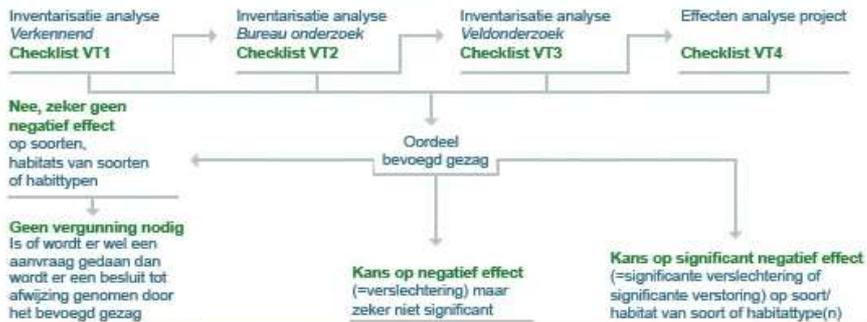 Inventarisatie analyse
Verkennend
Checklist VT1
Inventarisatie analyse
Bureau onderzoek
Checklist VT2
Inventarisatie analyse
Veldonderzoek
Checklist VT3
Effecten analyse project
Checklist VT4
Nee, zeker geen
negatief effect
op soorten,
habitats van soorten
of habittypen
Oordeel
bevoegd gezag
Geen vergunning nodig
Is of wordt er wel een
aanvraag gedaan dan
wordt er een besluit tot
afwijzing genomen door
het bevoegd gezag
Kans op negatief effect
(=verslechtering) maar
zeker niet significant
Kans op significant negatief effect
(=significante verslechtering of
significante verstoring) op soort/
habitat van soort of habitattype(n)